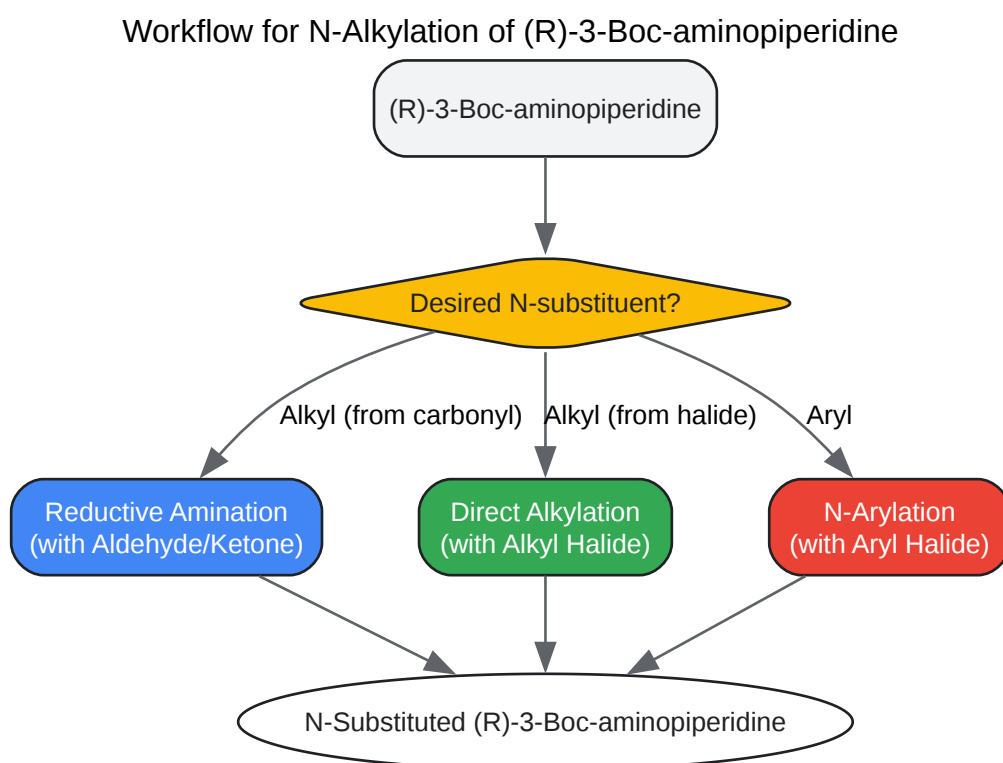 Workflow for N-Alkylation of (R)-3-Boc-aminopiperidine
(R)-3-Boc-aminopiperidine
Desired N-substituent?
Alkyl (from carbonyl)
Alkyl (from halide)
Aryl
Reductive Amination
(with Aldehyde/Ketone)
Direct Alkylation
(with Alkyl Halide)
N-Arylation
(with Aryl Halide)
N-Substituted (R)-3-Boc-aminopiperidine